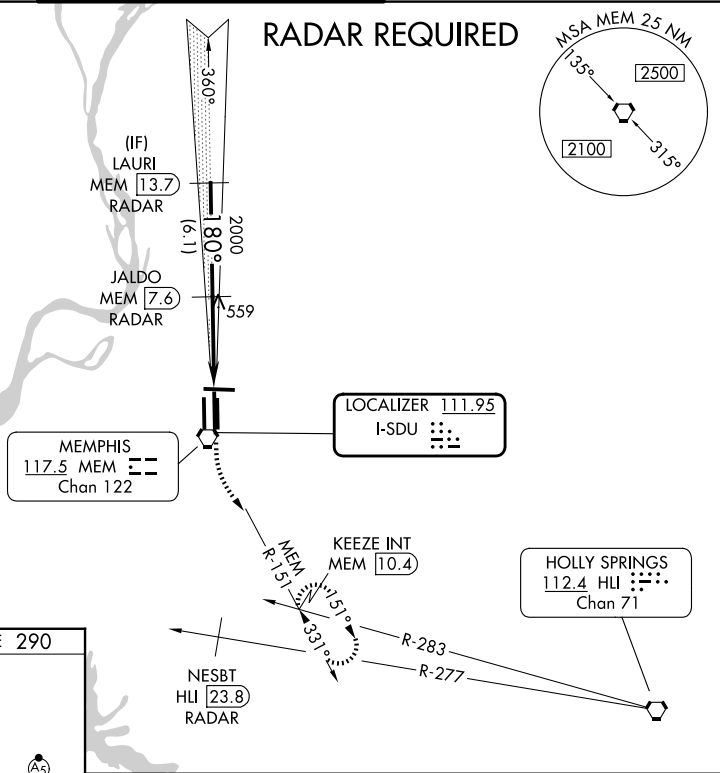 RADAR REQUIRED
MSA MEM 25 NM
135°
2500
2100
315°
360°
(IF)
LAURI
MEM 13.7
RADAR
2000
180°
(6.1)
JALDO
MEM 7.6
RADAR
559
LOCALIZER 111.95
I-SDU
MEMPHIS
117.5 MEM
Chan 122
MEM
R-151
KEEZE INT
MEM 10.4
151°
331°
HOLLY SPRINGS
112.4 HLI
Chan 71
R-283
R-277
NESBT
HLI 23.8
RADAR
290
A5